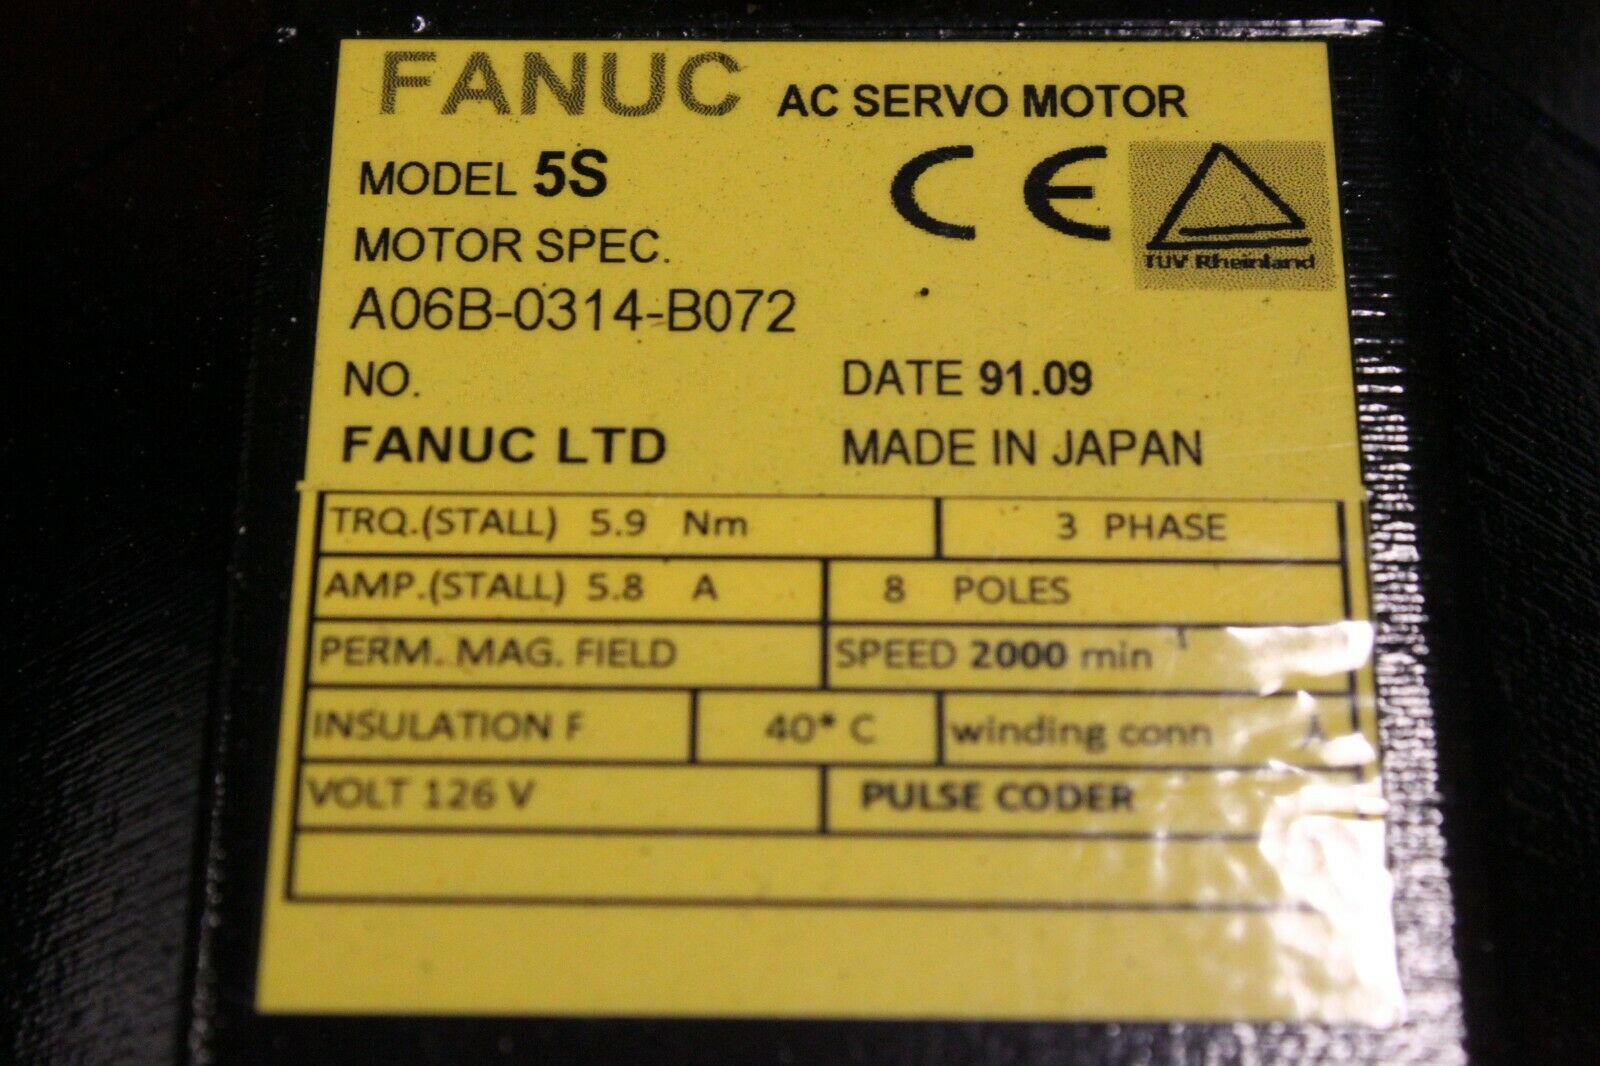 FANUC AC SERVO MOTOR
MODEL 5S
CE
TUV Rheinland
MOTOR SPEC.
A06B-0314-B072
NO.
DATE 91.09
FANUC LTD
MADE IN JAPAN
TRQ.(STALL) 5.9 Nm
3 PHASE
AMP.(STALL) 5.8 A
8 POLES
PERM. MAG. FIELD
SPEED 2000 min
INSULATION F
40° C
winding conn
VOLT 126 V
PULSE CODER